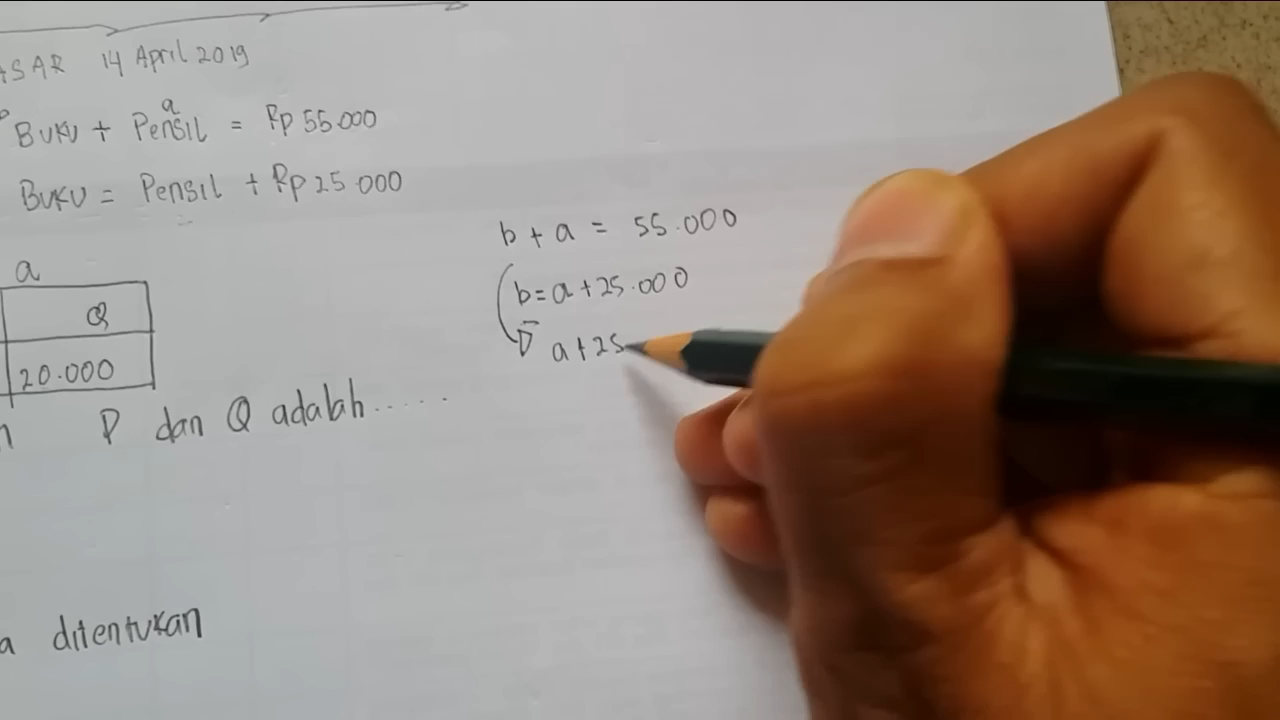 ASAR 14 April 2019
a
Buku + Pensil = Rp 55.000
Buku = Pensil + Rp 25.000
a
Q
20.000
P dan Q adalah.....
a ditentukan
b + a = 55.000
b = a + 25.000
a + 25